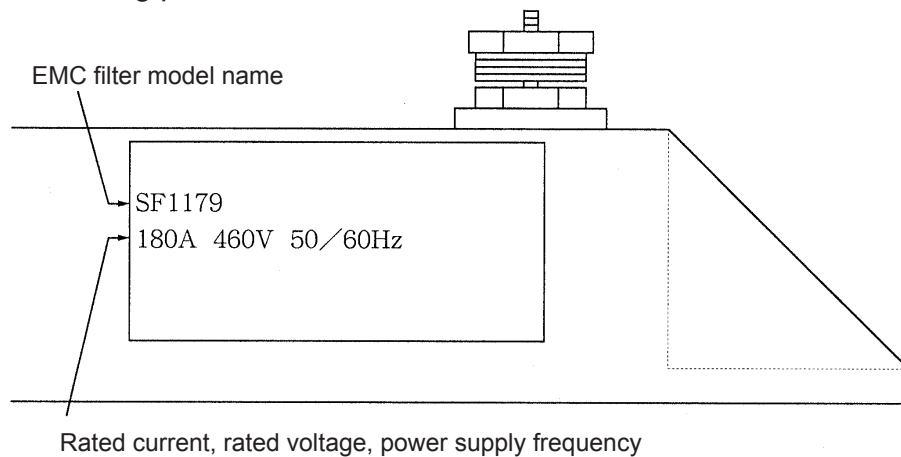 EMC filter model name
SF1179
180A 460V 50／60Hz
Rated current, rated voltage, power supply frequency